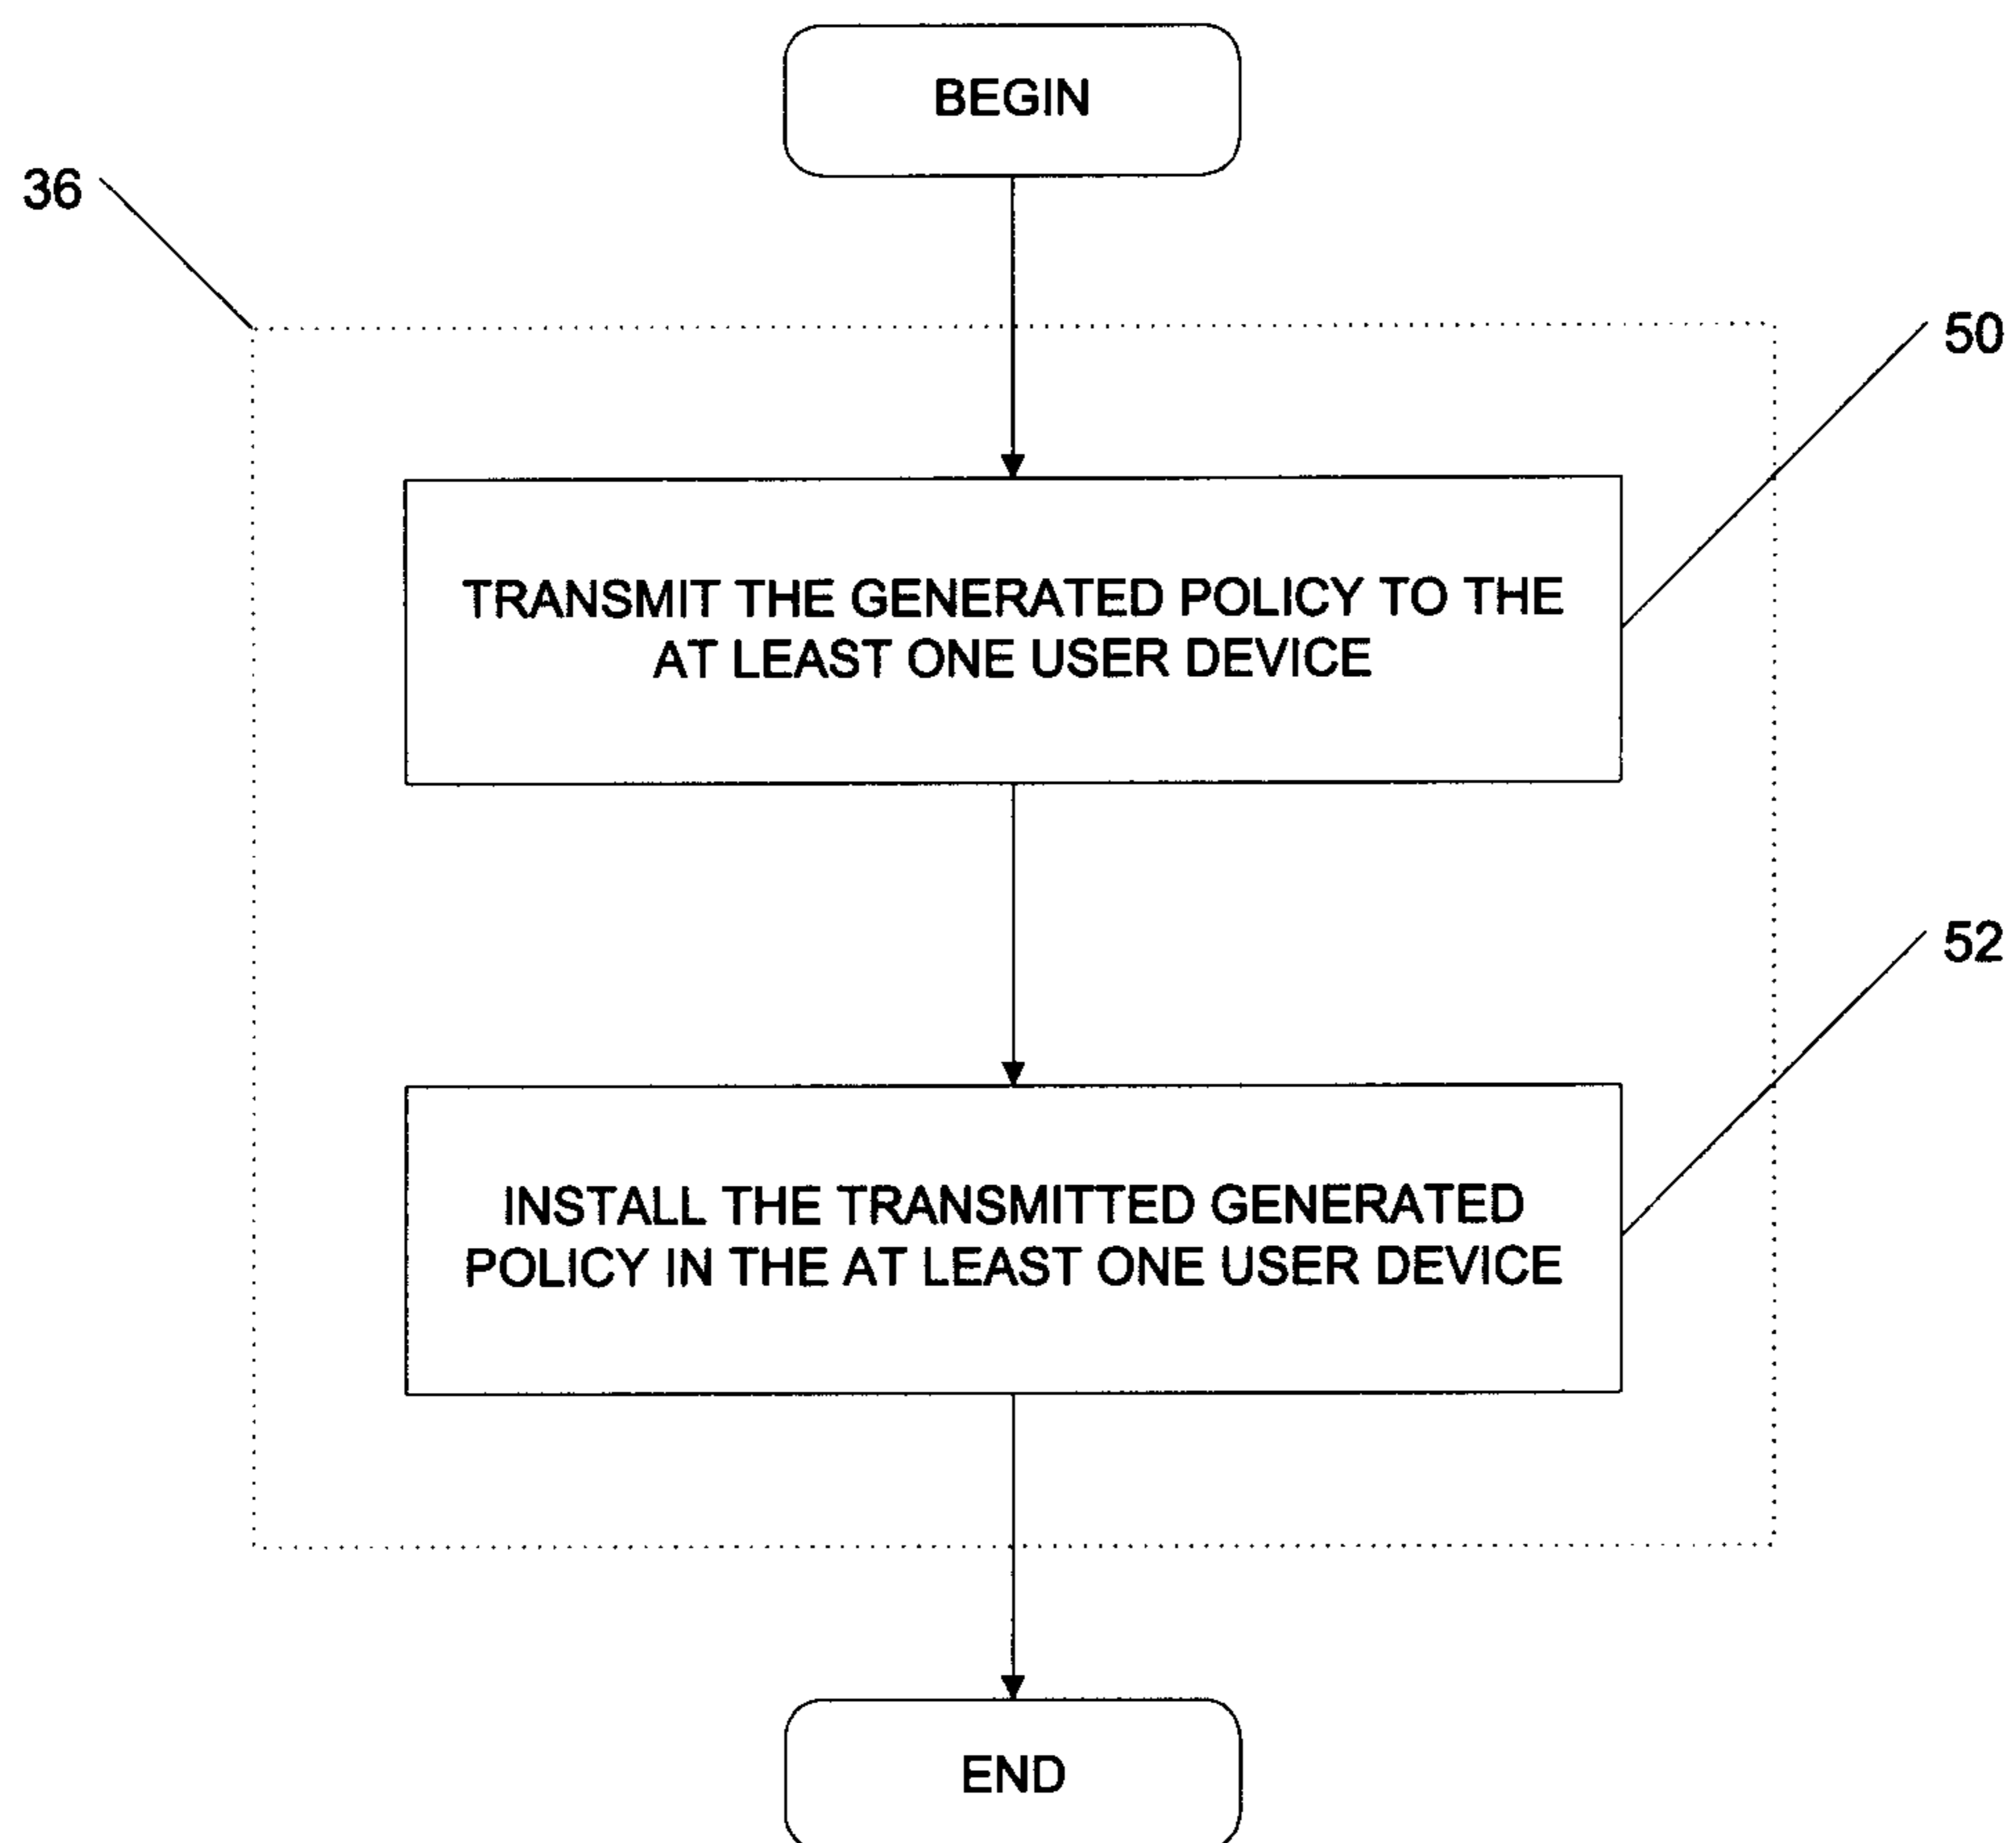 BEGIN
36
50
TRANSMIT THE GENERATED POLICY TO THE
AT LEAST ONE USER DEVICE
52
INSTALL THE TRANSMITTED GENERATED
POLICY IN THE AT LEAST ONE USER DEVICE
END